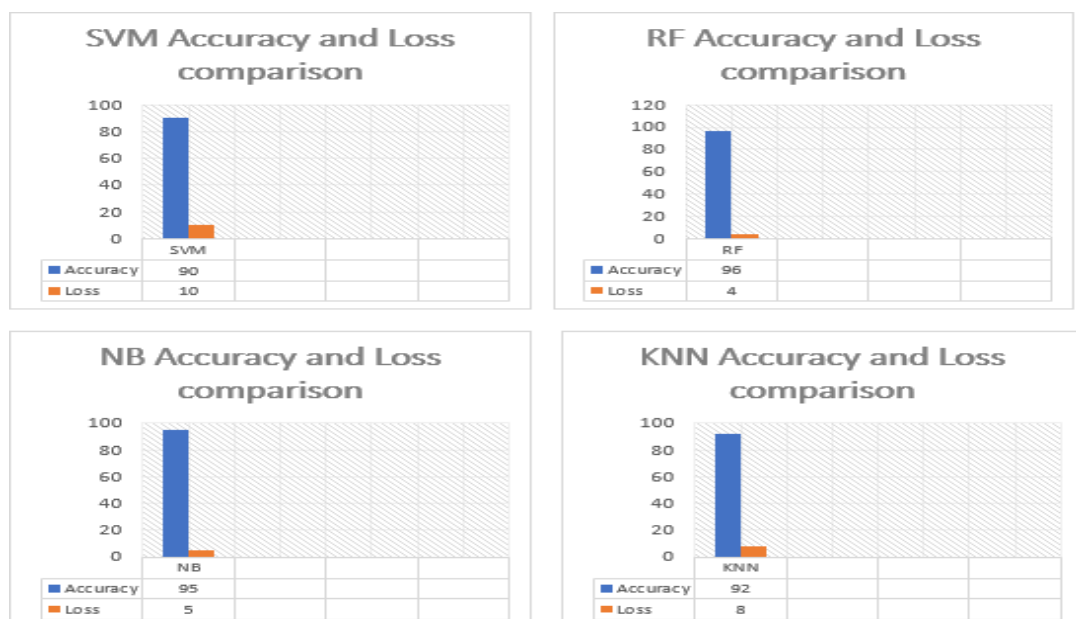 SVM Accuracy and Loss
comparison
100
80
60
40
20
0
SVM
Accuracy 90
Loss 10
RF Accuracy and Loss
comparison
120
100
80
60
40
20
0
RF
Accuracy 96
Loss 4
NB Accuracy and Loss
comparison
100
80
60
40
20
0
NB
Accuracy 95
Loss 5
KNN Accuracy and Loss
comparison
100
80
60
40
20
0
KNN
Accuracy 92
Loss 8